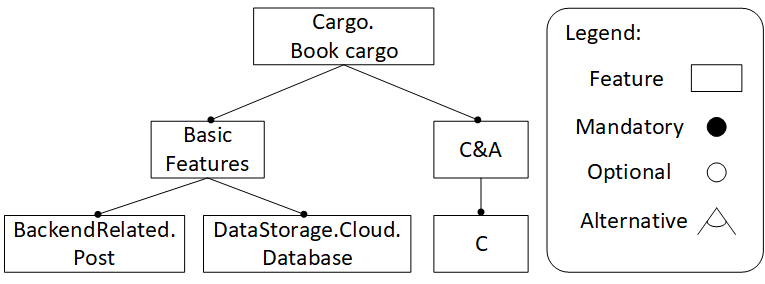 Cargo.
Book cargo
Basic
Features
C&A
BackendRelated.
Post
DataStorage.Cloud.
Database
C
Legend:
Feature
Mandatory
Optional
Alternative